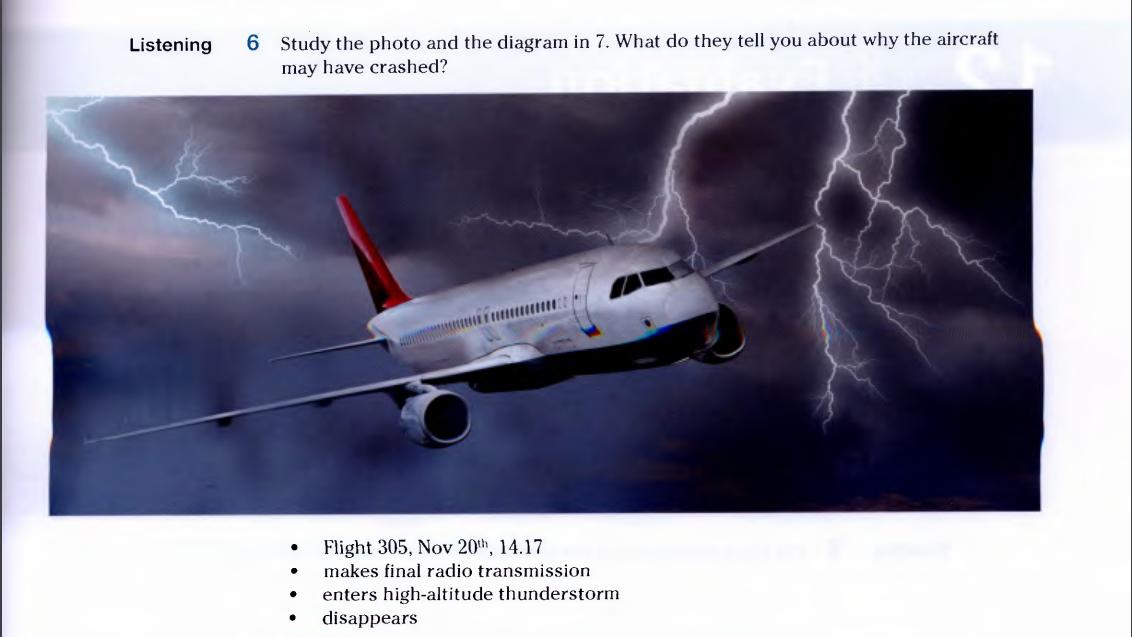 Listening 6 Study the photo and the diagram in 7. What do they tell you about why the aircraft
may have crashed?
• Flight 305, Nov 20th, 14.17
• makes final radio transmission
• enters high-altitude thunderstorm
• disappears